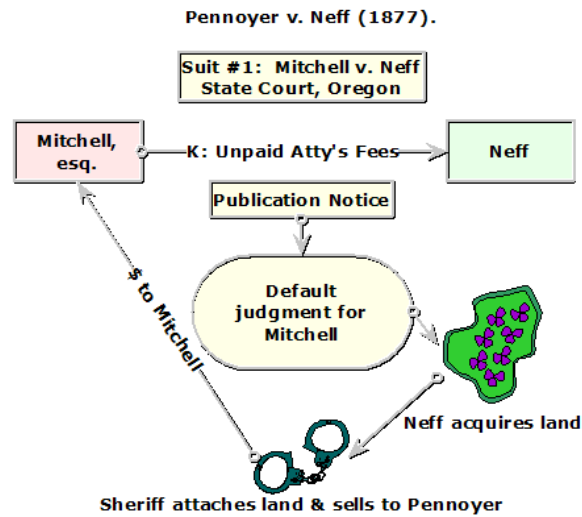 Pennoyer v. Neff (1877).
Suit #1:  Mitchell v. Neff
State Court, Oregon
Mitchell,
esq.
K: Unpaid Atty's Fees
Neff
Publication Notice
Default
judgment for
Mitchell
$ to Mitchell
Neff acquires land
Sheriff attaches land & sells to Pennoyer